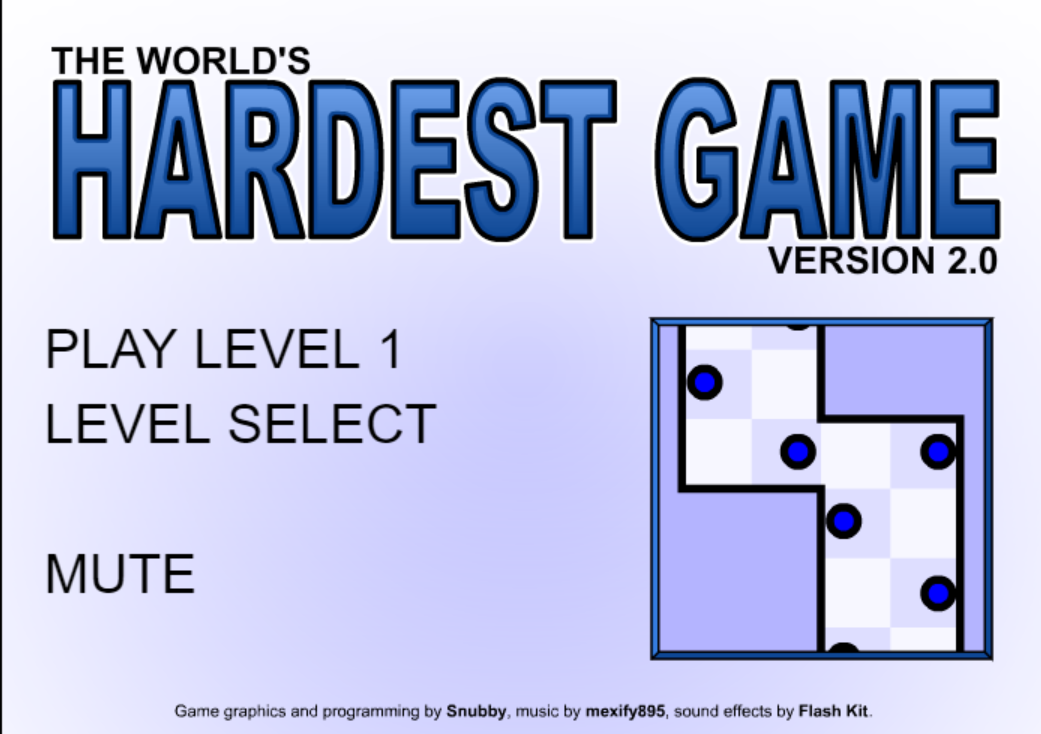 THE WORLD'S
HARDEST GAME
VERSION 2.0
PLAY LEVEL 1
LEVEL SELECT
MUTE
Game graphics and programming by Snubby, music by mexify895, sound effects by Flash Kit.